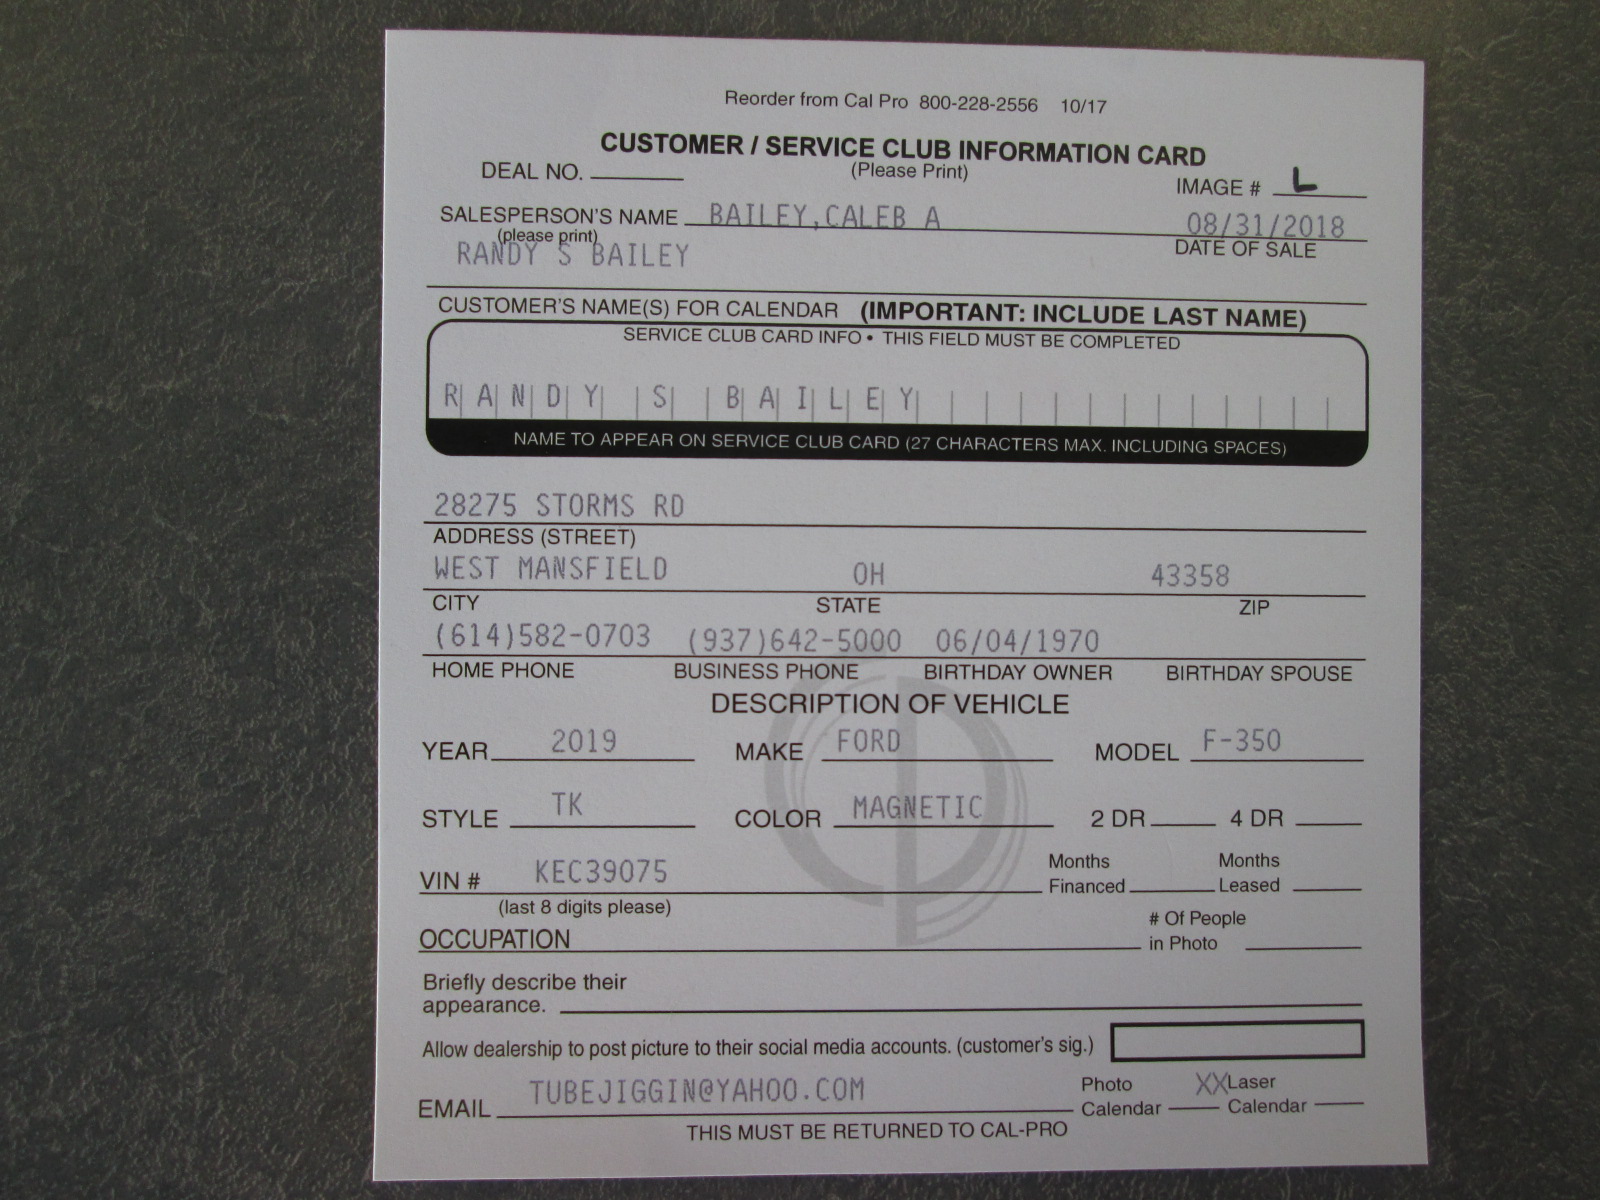 Reorder from Cal Pro 800-228-2556 10/17
CUSTOMER / SERVICE CLUB INFORMATION CARD
DEAL NO. (Please Print) IMAGE # L
SALESPERSON'S NAME BAILEY,CALEB A 08/31/2018
(please print) DATE OF SALE
RANDY S BAILEY
CUSTOMER'S NAME(S) FOR CALENDAR (IMPORTANT: INCLUDE LAST NAME)
SERVICE CLUB CARD INFO • THIS FIELD MUST BE COMPLETED
RANDY S BAILEY
NAME TO APPEAR ON SERVICE CLUB CARD (27 CHARACTERS MAX. INCLUDING SPACES)
28275 STORMS RD
ADDRESS (STREET)
WEST MANSFIELD OH 43358
CITY STATE ZIP
(614)582-0703 (937)642-5000 06/04/1970
HOME PHONE BUSINESS PHONE BIRTHDAY OWNER BIRTHDAY SPOUSE
DESCRIPTION OF VEHICLE
YEAR 2019 MAKE FORD MODEL F-350
STYLE TK COLOR MAGNETIC 2 DR 4 DR
VIN # KEC39075 Months Financed Months Leased
(last 8 digits please)
OCCUPATION # Of People in Photo
Briefly describe their
appearance.
Allow dealership to post picture to their social media accounts. (customer's sig.)
EMAIL TUBEJIGGIN@YAHOO.COM Photo Calendar XX Laser Calendar
THIS MUST BE RETURNED TO CAL-PRO